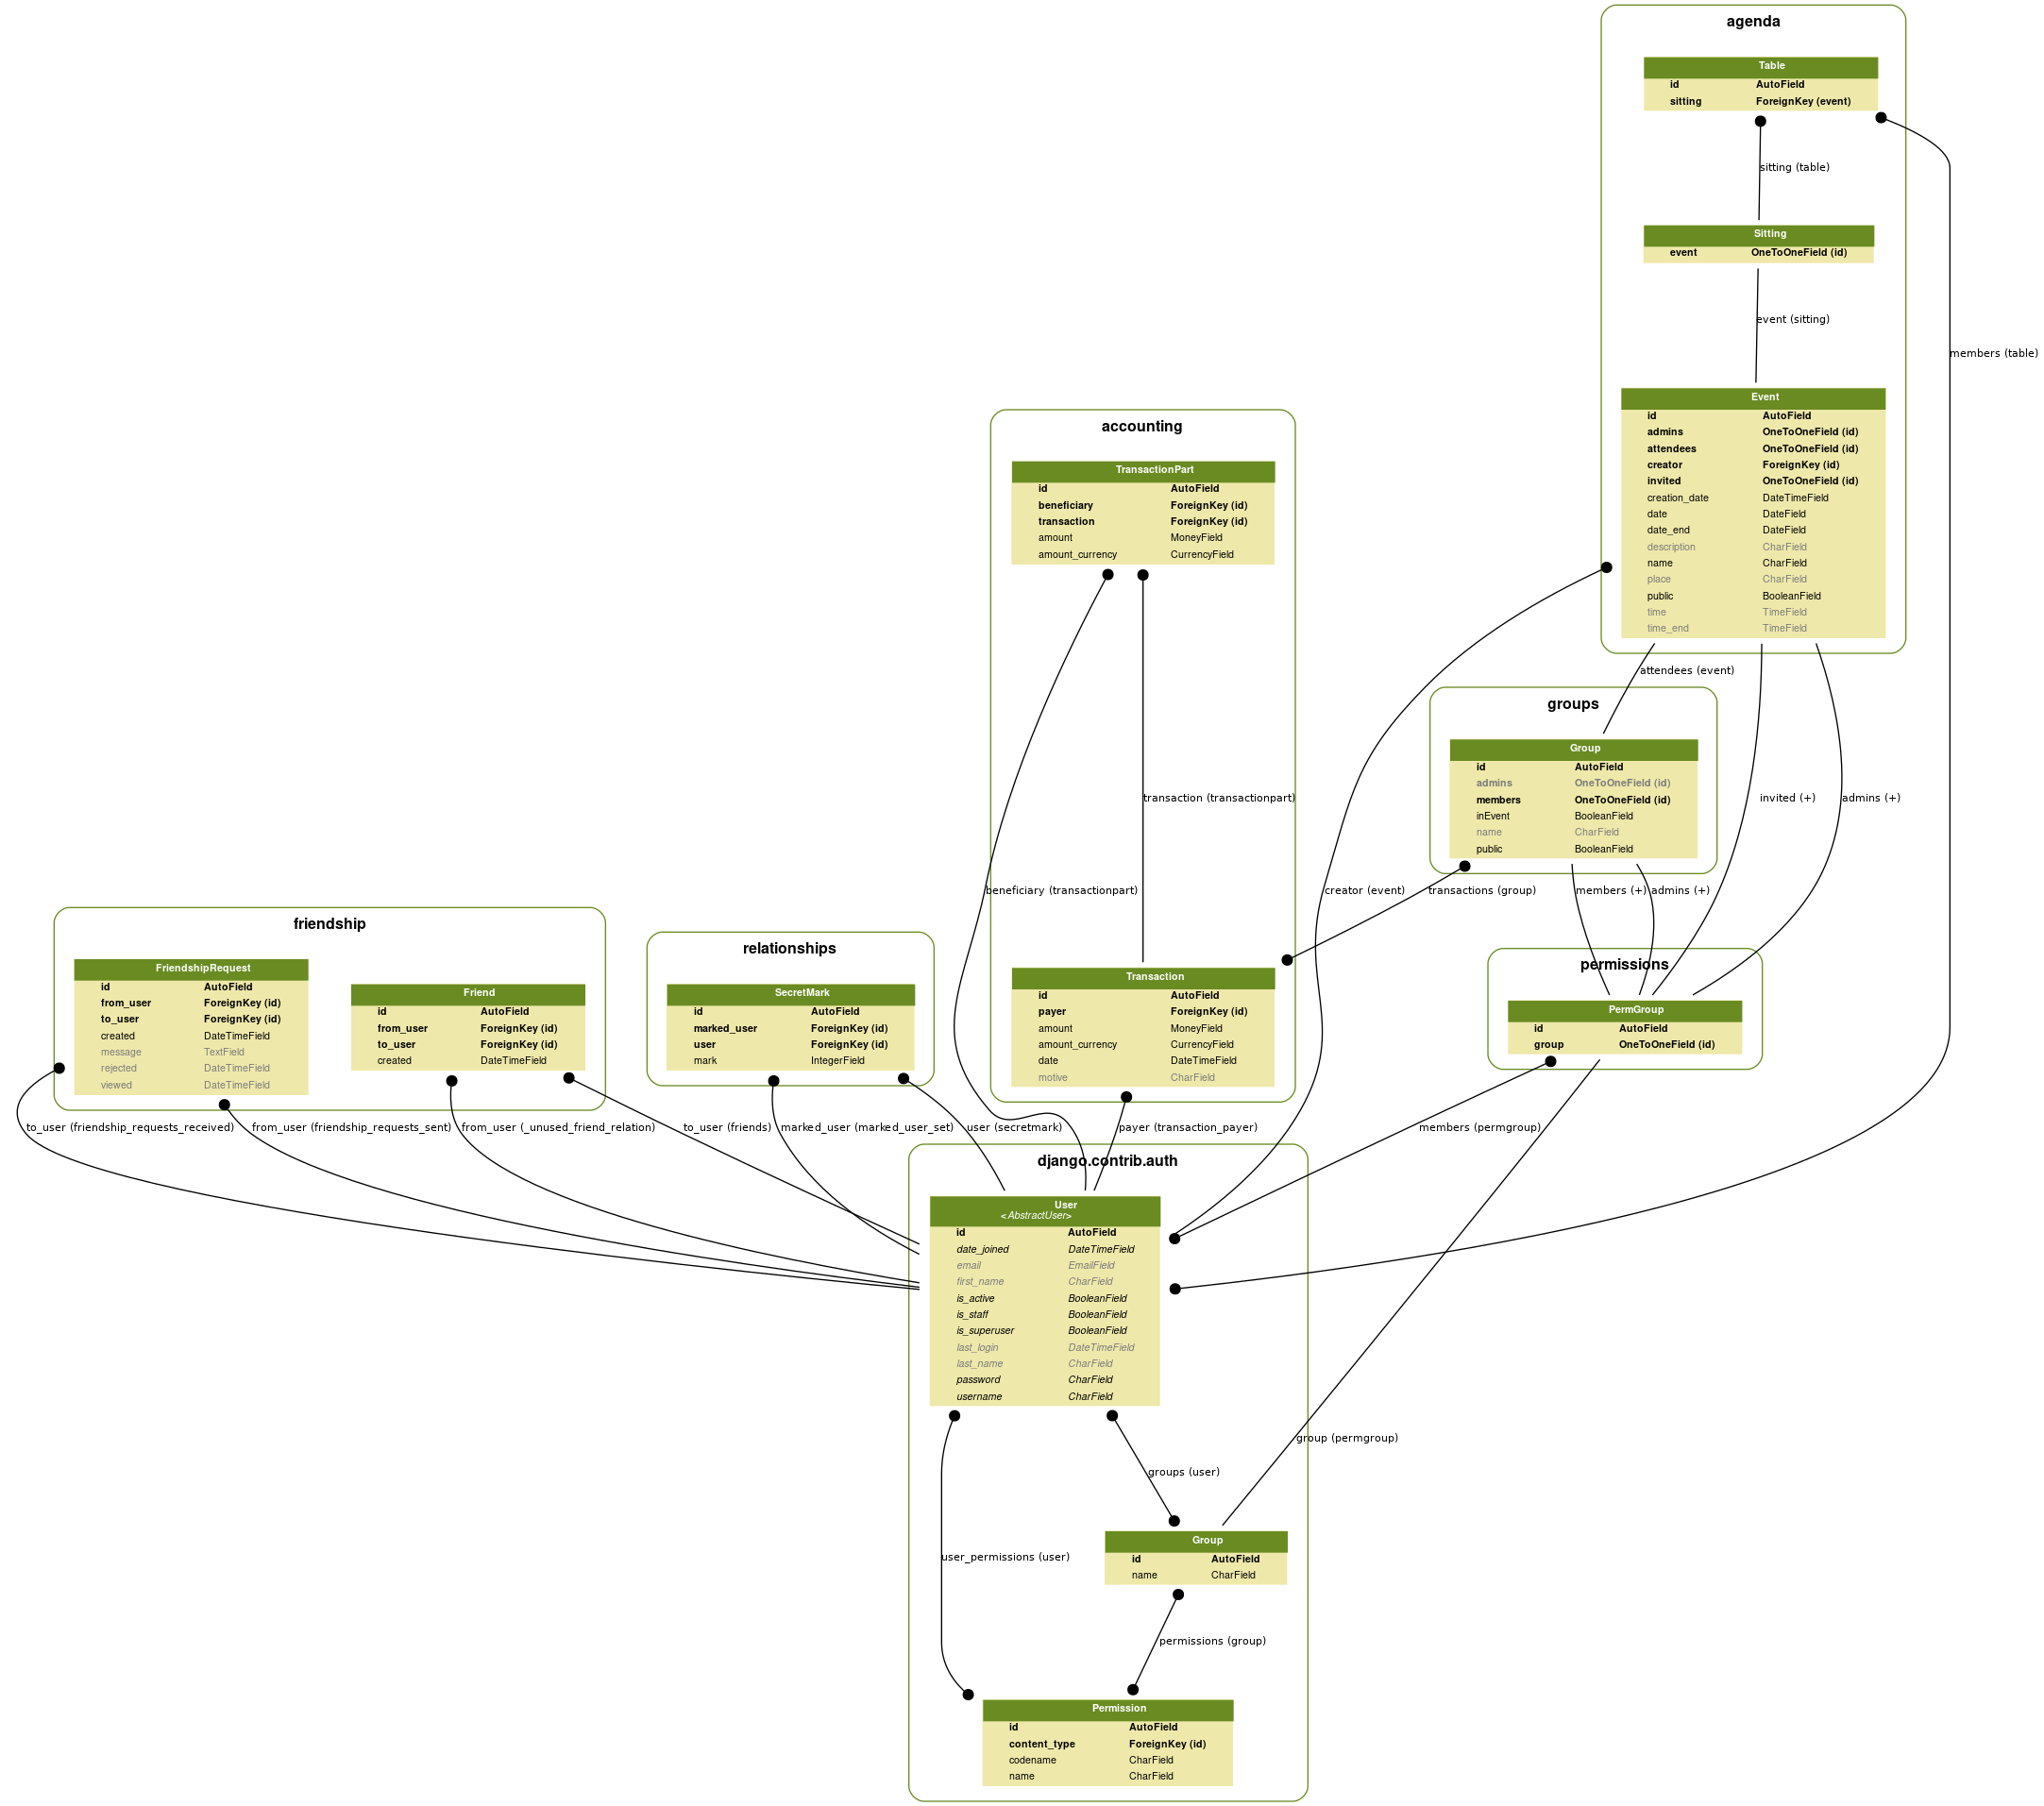 agenda
Table
id AutoField
sitting ForeignKey (event)
sitting (table)
Sitting
event OneToOneField (id)
event (sitting)
members (table)
Event
id AutoField
admins OneToOneField (id)
attendees OneToOneField (id)
creator ForeignKey (id)
invited OneToOneField (id)
creation_date DateTimeField
date DateField
date_end DateField
description CharField
name CharField
place CharField
public BooleanField
time TimeField
time_end TimeField
accounting
TransactionPart
id AutoField
beneficiary ForeignKey (id)
transaction ForeignKey (id)
amount MoneyField
amount_currency CurrencyField
attendees (event)
groups
Group
id AutoField
admins OneToOneField (id)
members OneToOneField (id)
inEvent BooleanField
name CharField
public BooleanField
transaction (transactionpart)
invited (+)
admins (+)
beneficiary (transactionpart)
creator (event)
transactions (group)
members (+)
admins (+)
friendship
FriendshipRequest
id AutoField
from_user ForeignKey (id)
to_user ForeignKey (id)
created DateTimeField
message TextField
rejected DateTimeField
viewed DateTimeField
Friend
id AutoField
from_user ForeignKey (id)
to_user ForeignKey (id)
created DateTimeField
relationships
SecretMark
id AutoField
marked_user ForeignKey (id)
user ForeignKey (id)
mark IntegerField
Transaction
id AutoField
payer ForeignKey (id)
amount MoneyField
amount_currency CurrencyField
date DateTimeField
motive CharField
permissions
PermGroup
id AutoField
group OneToOneField (id)
to_user (friendship_requests_received)
from_user (friendship_requests_sent)
from_user (_unused_friend_relation)
to_user (friends)
marked_user (marked_user_set)
user (secretmark)
payer (transaction_payer)
members (permgroup)
django.contrib.auth
User
<AbstractUser>
id AutoField
date_joined DateTimeField
email EmailField
first_name CharField
is_active BooleanField
is_staff BooleanField
is_superuser BooleanField
last_login DateTimeField
last_name CharField
password CharField
username CharField
group (permgroup)
groups (user)
user_permissions (user)
Group
id AutoField
name CharField
permissions (group)
Permission
id AutoField
content_type ForeignKey (id)
codename CharField
name CharField